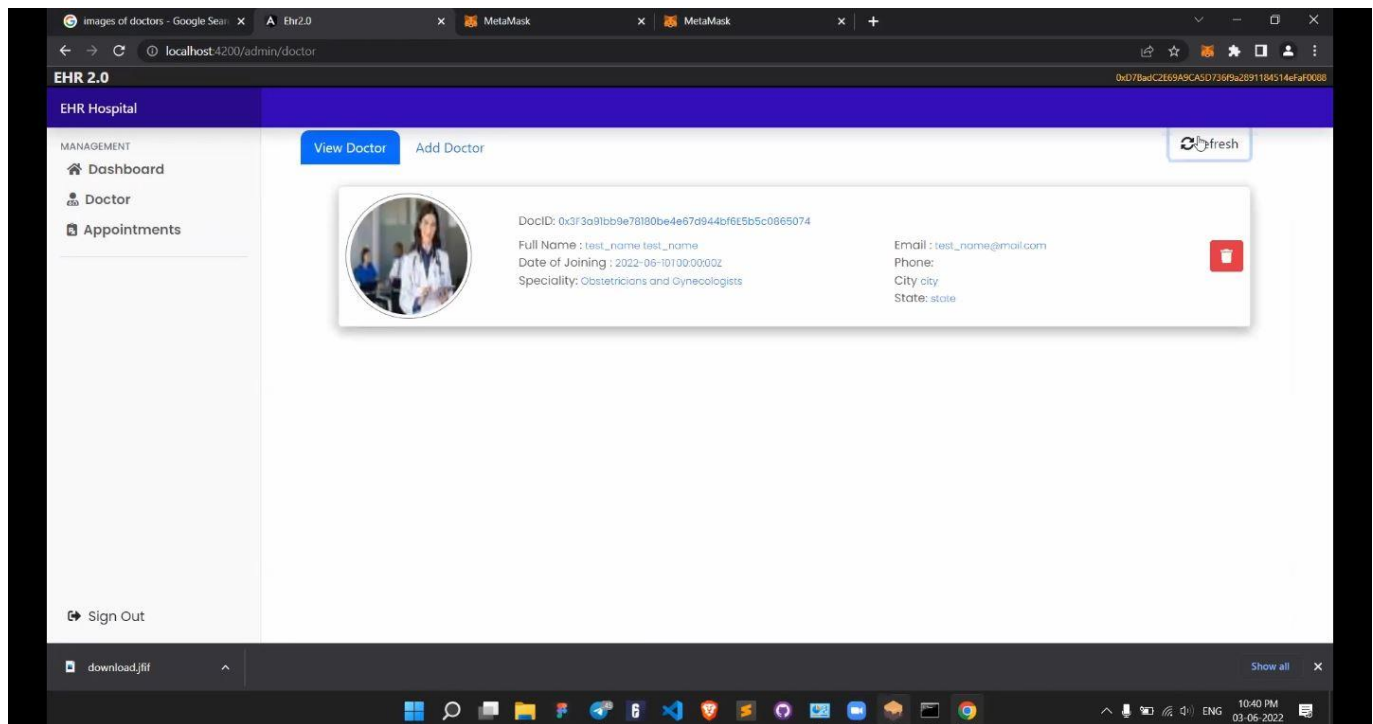 images of doctors - Google Sear
Ehr2.0
MetaMask
MetaMask
localhost:4200/admin/doctor
EHR 2.0
0xD7BadC2E69A9CA5D736f9a2891184514eFaF0088
EHR Hospital
MANAGEMENT
Dashboard
Doctor
Appointments
Sign Out
View Doctor
Add Doctor
efresh
DocID: 0x3F3a91bb9e78180be4e67d944bf6E5b5c0865074
Full Name : test_name test_name
Date of Joining : 2022-06-10T00:00:00Z
Speciality: Obstetricians and Gynecologists
Email : test_name@mail.com
Phone:
City city
State: state
download.jfif
Show all
ENG
10:40 PM
03-06-2022